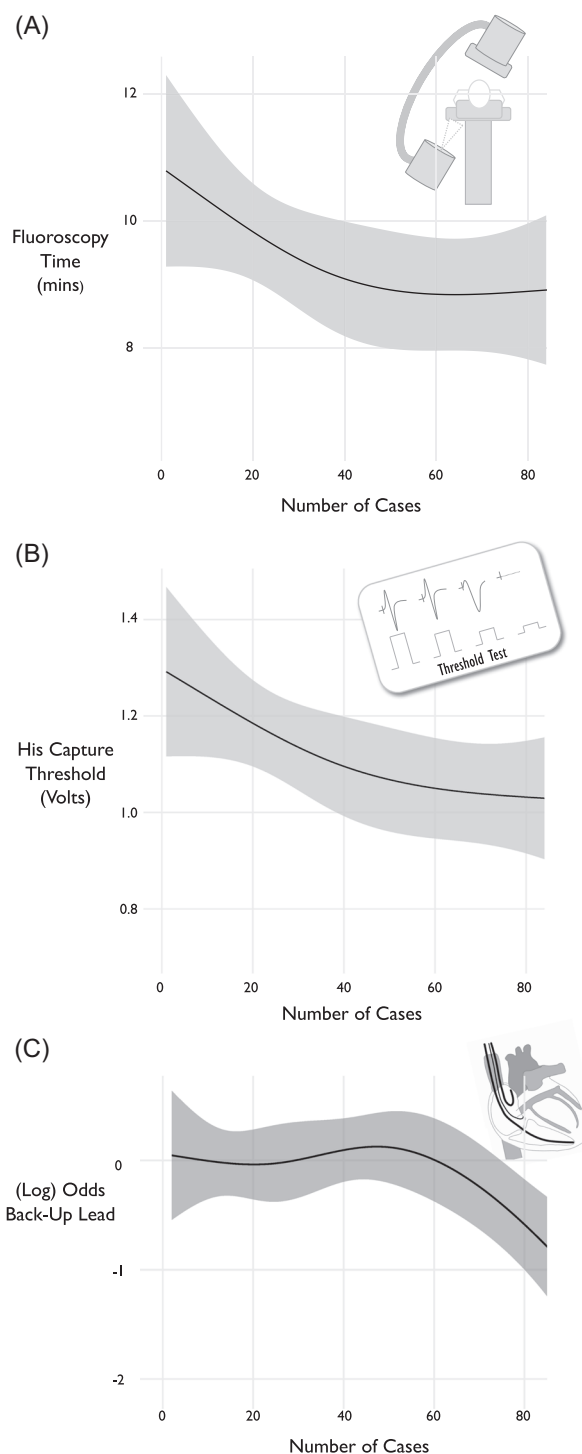 (A)
12
10
8
Fluoroscopy
Time
(mins)
0 20 40 60 80
Number of Cases
(B)
Threshold Test
1.4
1.2
1.0
0.8
His Capture
Threshold
(Volts)
0 20 40 60 80
Number of Cases
(C)
0
-1
-2
(Log) Odds
Back-Up Lead
0 20 40 60 80
Number of Cases